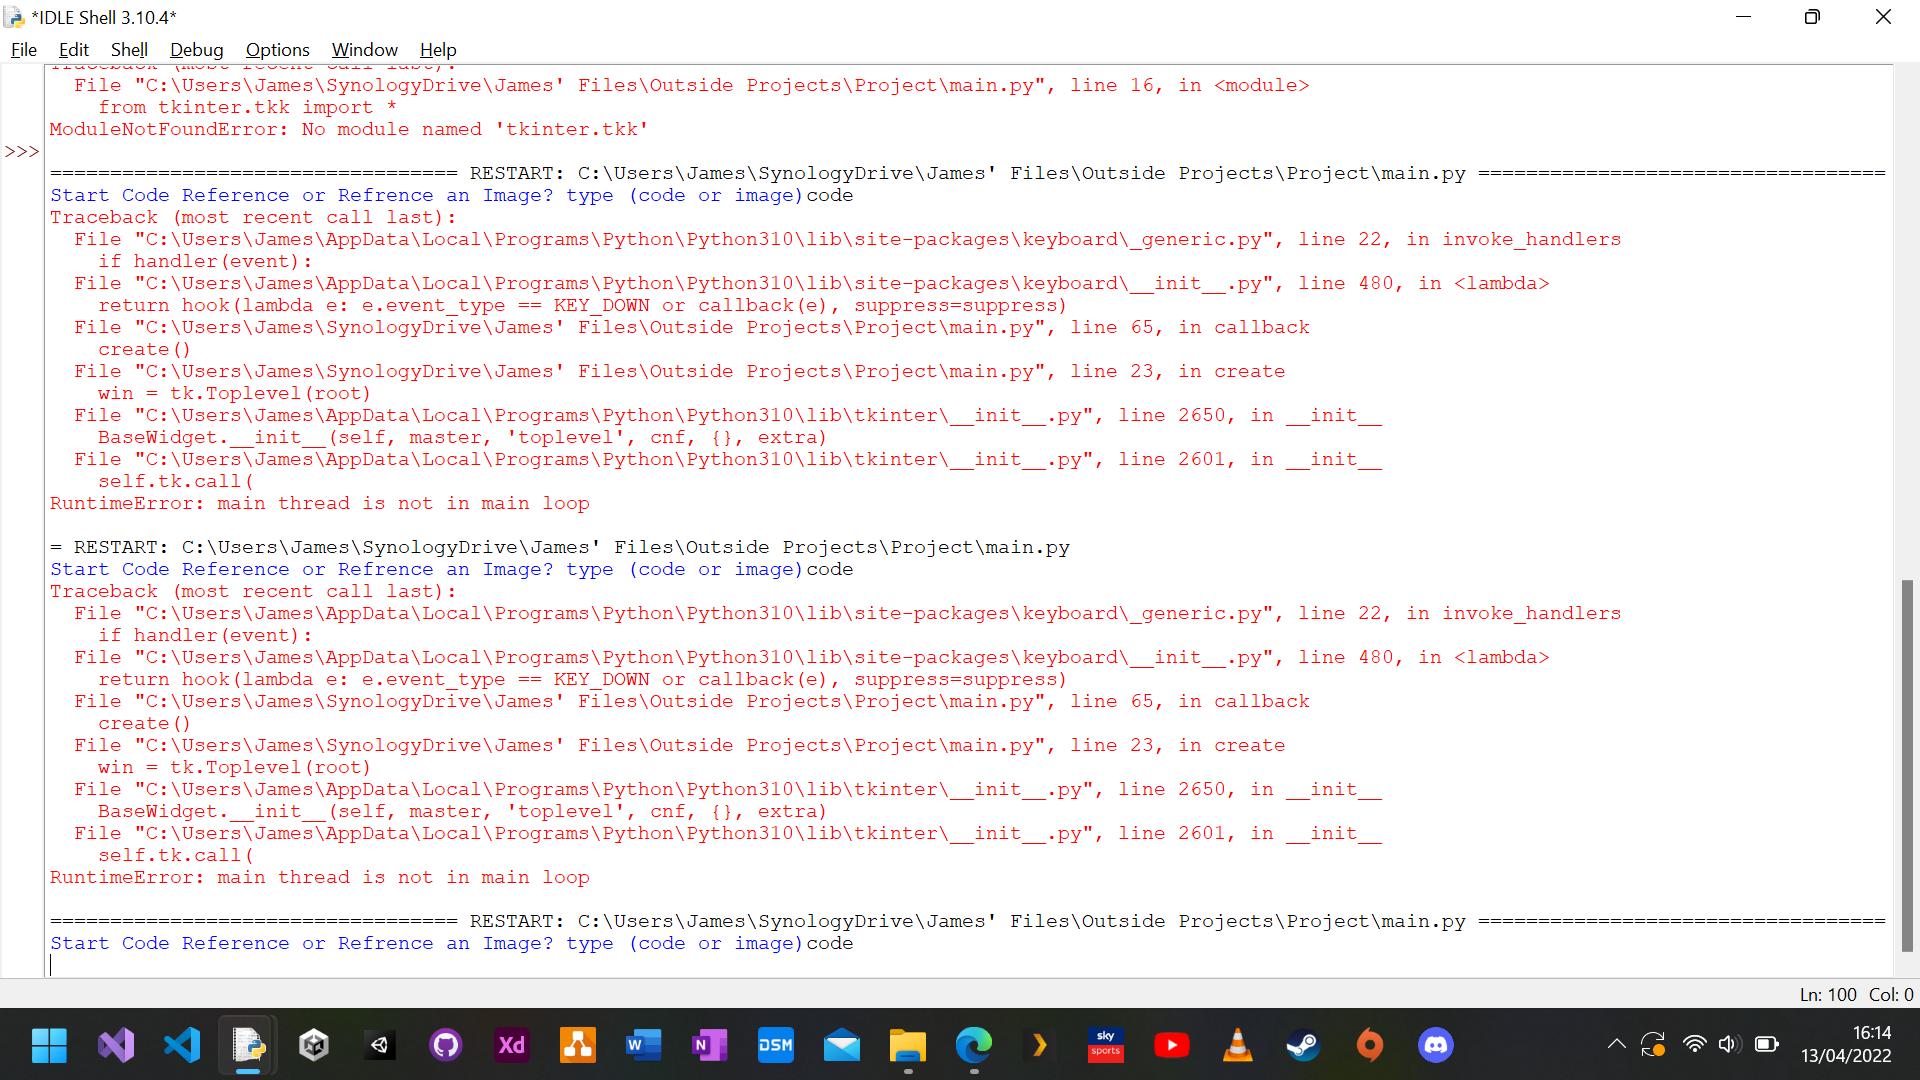 *IDLE Shell 3.10.4*
File Edit Shell Debug Options Window Help
Traceback (most recent call last):
File "C:\Users\James\SynologyDrive\James' Files\Outside Projects\Project\main.py", line 16, in <module>
from tkinter.tkk import *
ModuleNotFoundError: No module named 'tkinter.tkk'
>>>
================================== RESTART: C:\Users\James\SynologyDrive\James' Files\Outside Projects\Project\main.py ==================================
Start Code Reference or Refrence an Image? type (code or image)code
Traceback (most recent call last):
File "C:\Users\James\AppData\Local\Programs\Python\Python310\lib\site-packages\keyboard\_generic.py", line 22, in invoke_handlers
if handler(event):
File "C:\Users\James\AppData\Local\Programs\Python\Python310\lib\site-packages\keyboard\__init__.py", line 480, in <lambda>
return hook(lambda e: e.event_type == KEY_DOWN or callback(e), suppress=suppress)
File "C:\Users\James\SynologyDrive\James' Files\Outside Projects\Project\main.py", line 65, in callback
create()
File "C:\Users\James\SynologyDrive\James' Files\Outside Projects\Project\main.py", line 23, in create
win = tk.Toplevel(root)
File "C:\Users\James\AppData\Local\Programs\Python\Python310\lib\tkinter\__init__.py", line 2650, in __init__
BaseWidget.__init__(self, master, 'toplevel', cnf, {}, extra)
File "C:\Users\James\AppData\Local\Programs\Python\Python310\lib\tkinter\__init__.py", line 2601, in __init__
self.tk.call(
RuntimeError: main thread is not in main loop
= RESTART: C:\Users\James\SynologyDrive\James' Files\Outside Projects\Project\main.py
Start Code Reference or Refrence an Image? type (code or image)code
Traceback (most recent call last):
File "C:\Users\James\AppData\Local\Programs\Python\Python310\lib\site-packages\keyboard\_generic.py", line 22, in invoke_handlers
if handler(event):
File "C:\Users\James\AppData\Local\Programs\Python\Python310\lib\site-packages\keyboard\__init__.py", line 480, in <lambda>
return hook(lambda e: e.event_type == KEY_DOWN or callback(e), suppress=suppress)
File "C:\Users\James\SynologyDrive\James' Files\Outside Projects\Project\main.py", line 65, in callback
create()
File "C:\Users\James\SynologyDrive\James' Files\Outside Projects\Project\main.py", line 23, in create
win = tk.Toplevel(root)
File "C:\Users\James\AppData\Local\Programs\Python\Python310\lib\tkinter\__init__.py", line 2650, in __init__
BaseWidget.__init__(self, master, 'toplevel', cnf, {}, extra)
File "C:\Users\James\AppData\Local\Programs\Python\Python310\lib\tkinter\__init__.py", line 2601, in __init__
self.tk.call(
RuntimeError: main thread is not in main loop
================================== RESTART: C:\Users\James\SynologyDrive\James' Files\Outside Projects\Project\main.py ==================================
Start Code Reference or Refrence an Image? type (code or image)code
Ln: 100 Col: 0
Xd
W
N
DSM
sky
sports
16:14
13/04/2022